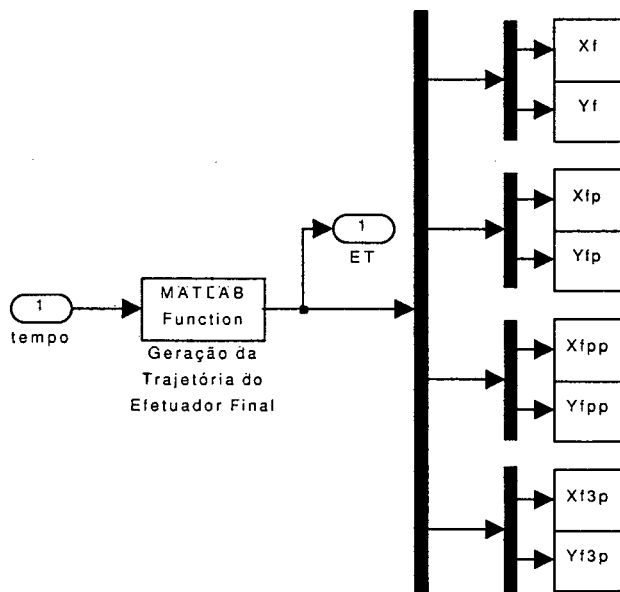 1
tempo
MATLAB
Function
Geração da
Trajetória do
Efetuador Final
1
ET
Xf
Yf
Xfp
Yfp
Xfpp
Yfpp
Xf3p
Yf3p